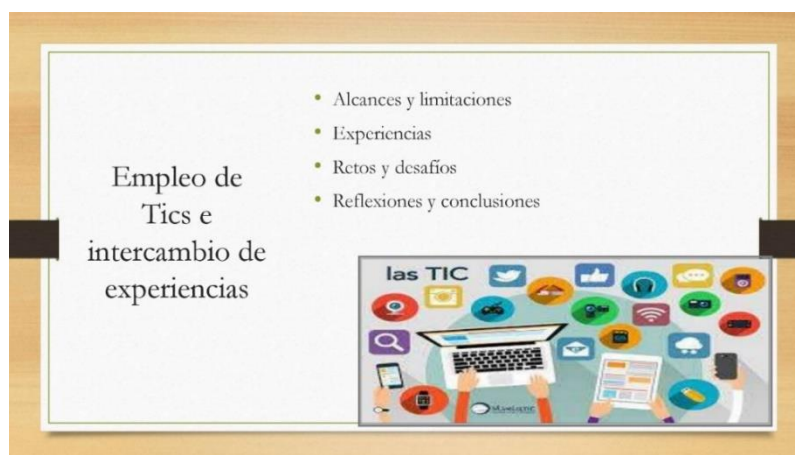 Empleo de
Tics e
intercambio de
experiencias
• Alcances y limitaciones
• Experiencias
• Retos y desafíos
• Reflexiones y conclusiones
las TIC